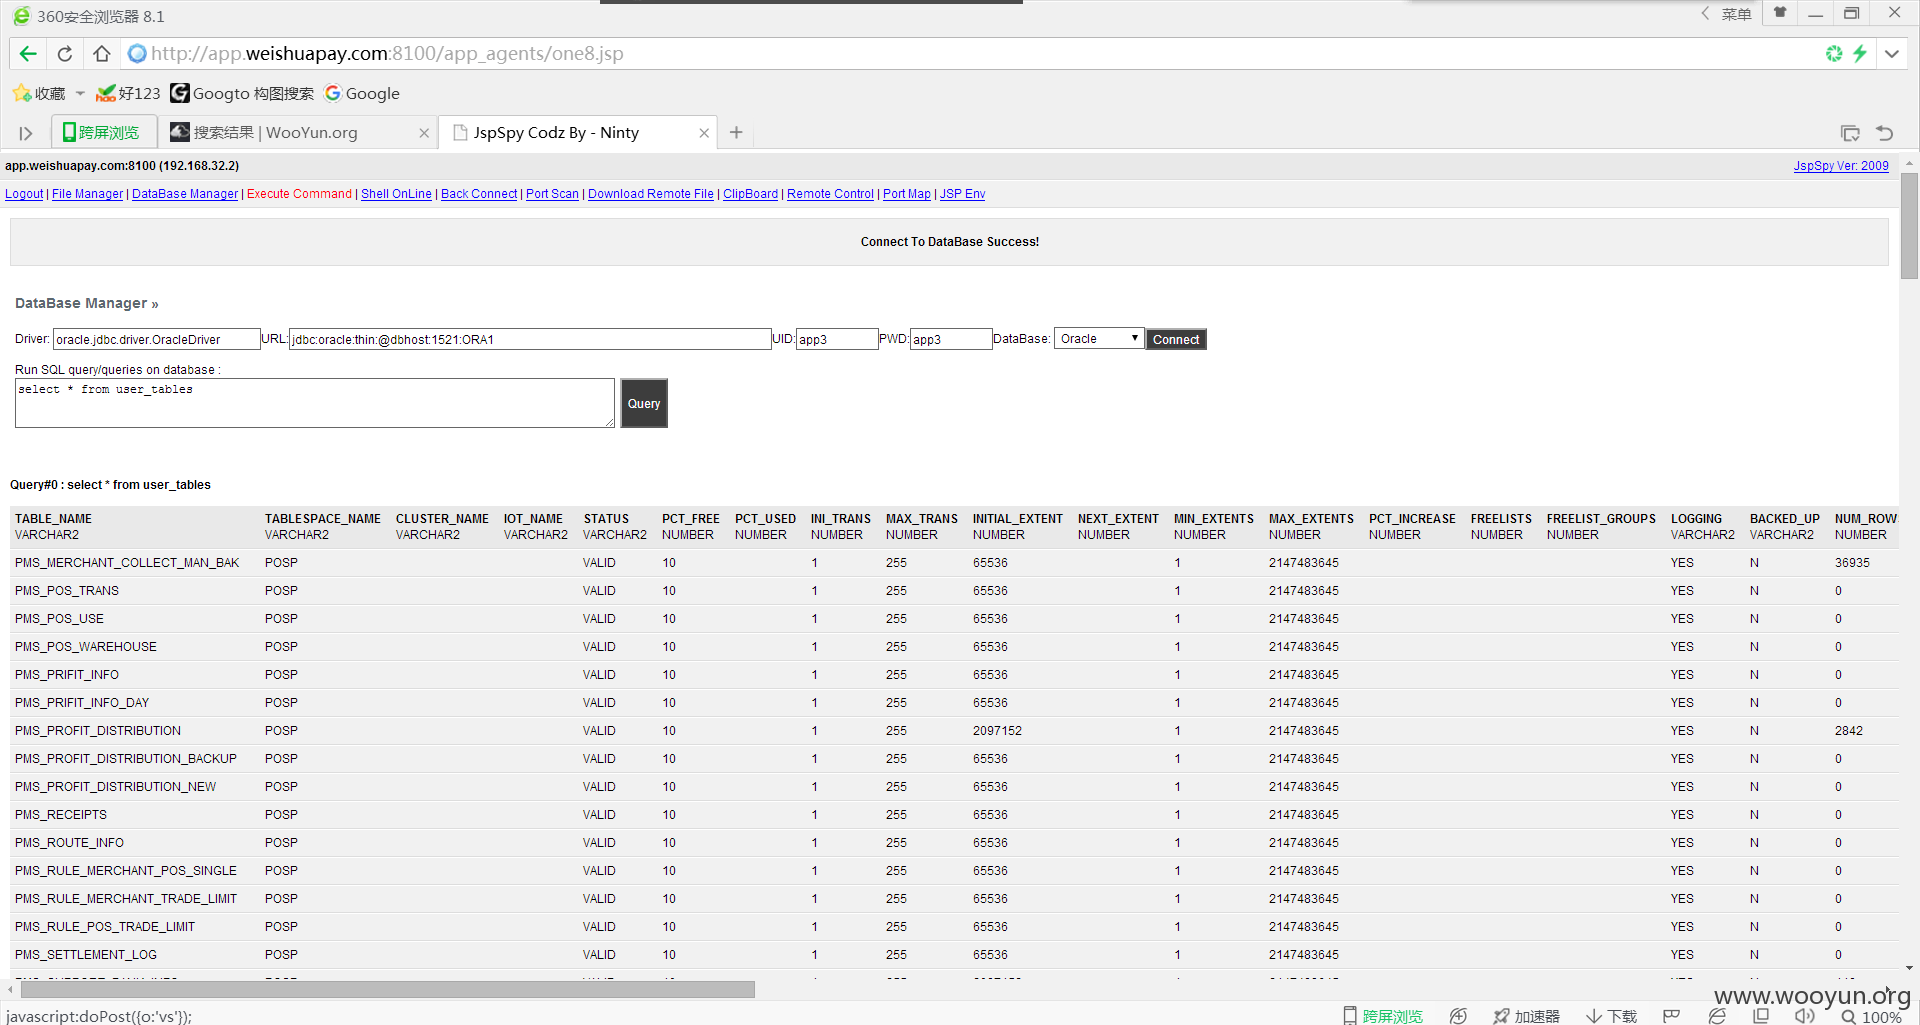 360安全浏览器 8.1
菜单
http://app.weishuapay.com:8100/app_agents/one8.jsp
收藏 好123 Googto 构图搜索 Google
跨屏浏览 搜索结果 | WooYun.org JspSpy Codz By - Ninty
app.weishuapay.com:8100 (192.168.32.2) JspSpy Ver: 2009
Logout | File Manager | DataBase Manager | Execute Command | Shell OnLine | Back Connect | Port Scan | Download Remote File | ClipBoard | Remote Control | Port Map | JSP Env
Connect To DataBase Success!
DataBase Manager »
Driver: oracle.jdbc.driver.OracleDriver URL: jdbc:oracle:thin:@dbhost:1521:ORA1 UID: app3 PWD: app3 DataBase: Oracle Connect
Run SQL query/queries on database :
select * from user_tables
Query
Query#0 : select * from user_tables
TABLE_NAME TABLESPACE_NAME CLUSTER_NAME IOT_NAME STATUS PCT_FREE PCT_USED INI_TRANS MAX_TRANS INITIAL_EXTENT NEXT_EXTENT MIN_EXTENTS MAX_EXTENTS PCT_INCREASE FREELISTS FREELIST_GROUPS LOGGING BACKED_UP NUM_ROW
VARCHAR2 VARCHAR2 VARCHAR2 VARCHAR2 VARCHAR2 NUMBER NUMBER NUMBER NUMBER NUMBER NUMBER NUMBER NUMBER NUMBER NUMBER NUMBER VARCHAR2 VARCHAR2 NUMBER
PMS_MERCHANT_COLLECT_MAN_BAK POSP VALID 10 1 255 65536 1 2147483645 YES N 36935
PMS_POS_TRANS POSP VALID 10 1 255 65536 1 2147483645 YES N 0
PMS_POS_USE POSP VALID 10 1 255 65536 1 2147483645 YES N 0
PMS_POS_WAREHOUSE POSP VALID 10 1 255 65536 1 2147483645 YES N 0
PMS_PRIFIT_INFO POSP VALID 10 1 255 65536 1 2147483645 YES N 0
PMS_PRIFIT_INFO_DAY POSP VALID 10 1 255 65536 1 2147483645 YES N 0
PMS_PROFIT_DISTRIBUTION POSP VALID 10 1 255 2097152 1 2147483645 YES N 2842
PMS_PROFIT_DISTRIBUTION_BACKUP POSP VALID 10 1 255 65536 1 2147483645 YES N 0
PMS_PROFIT_DISTRIBUTION_NEW POSP VALID 10 1 255 65536 1 2147483645 YES N 0
PMS_RECEIPTS POSP VALID 10 1 255 65536 1 2147483645 YES N 0
PMS_ROUTE_INFO POSP VALID 10 1 255 65536 1 2147483645 YES N 0
PMS_RULE_MERCHANT_POS_SINGLE POSP VALID 10 1 255 65536 1 2147483645 YES N 0
PMS_RULE_MERCHANT_TRADE_LIMIT POSP VALID 10 1 255 65536 1 2147483645 YES N 0
PMS_RULE_POS_TRADE_LIMIT POSP VALID 10 1 255 65536 1 2147483645 YES N 0
PMS_SETTLEMENT_LOG POSP VALID 10 1 255 65536 1 2147483645 YES N 0
www.wooyun.org
javascript:doPost({o:'vs'}); 跨屏浏览 加速器 下载 100%